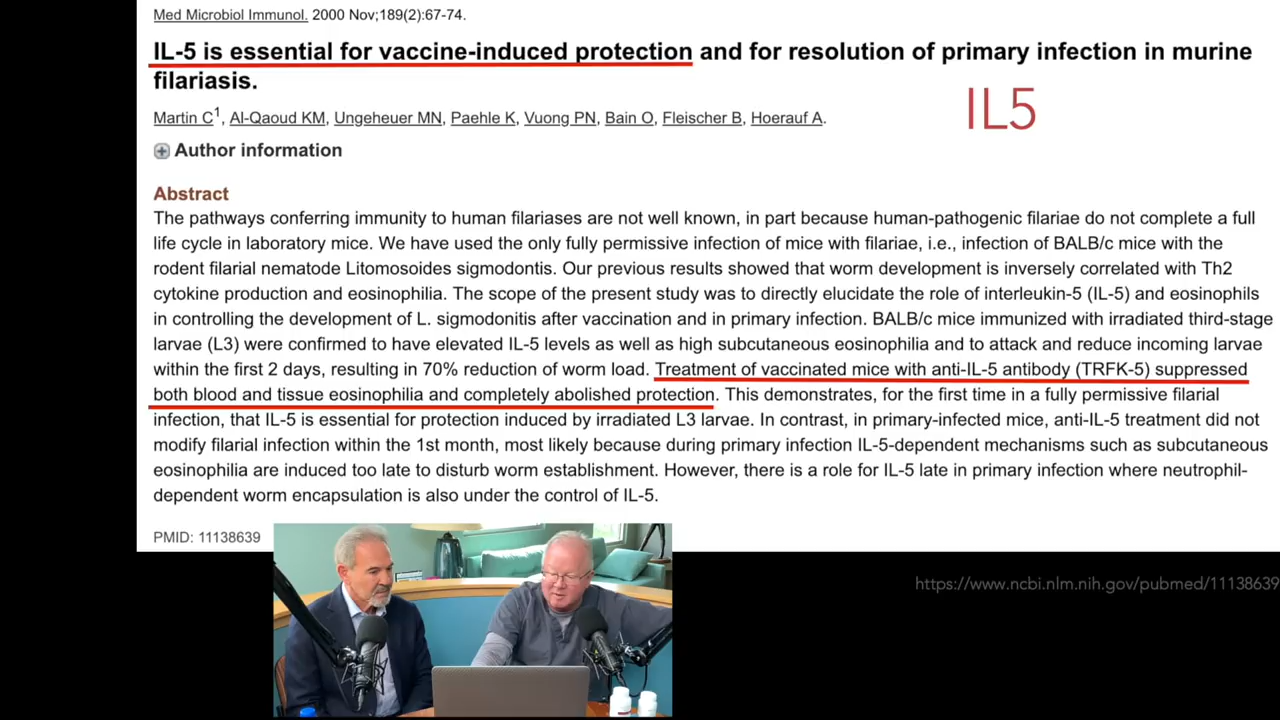 Med Microbiol Immunol. 2000 Nov;189(2):67-74.
IL-5 is essential for vaccine-induced protection and for resolution of primary infection in murine
filariasis.
IL5
Martin C1, Al-Qaoud KM, Ungeheuer MN, Paehle K, Vuong PN, Bain O, Fleischer B, Hoerauf A.
Author information
Abstract
The pathways conferring immunity to human filariases are not well known, in part because human-pathogenic filariae do not complete a full
life cycle in laboratory mice. We have used the only fully permissive infection of mice with filariae, i.e., infection of BALB/c mice with the
rodent filarial nematode Litomosoides sigmodontis. Our previous results showed that worm development is inversely correlated with Th2
cytokine production and eosinophilia. The scope of the present study was to directly elucidate the role of interleukin-5 (IL-5) and eosinophils
in controlling the development of L. sigmodonitis after vaccination and in primary infection. BALB/c mice immunized with irradiated third-stage
larvae (L3) were confirmed to have elevated IL-5 levels as well as high subcutaneous eosinophilia and to attack and reduce incoming larvae
within the first 2 days, resulting in 70% reduction of worm load. Treatment of vaccinated mice with anti-IL-5 antibody (TRFK-5) suppressed
both blood and tissue eosinophilia and completely abolished protection. This demonstrates, for the first time in a fully permissive filarial
infection, that IL-5 is essential for protection induced by irradiated L3 larvae. In contrast, in primary-infected mice, anti-IL-5 treatment did not
modify filarial infection within the 1st month, most likely because during primary infection IL-5-dependent mechanisms such as subcutaneous
eosinophilia are induced too late to disturb worm establishment. However, there is a role for IL-5 late in primary infection where neutrophil-
dependent worm encapsulation is also under the control of IL-5.
PMID: 11138639
https://www.ncbi.nlm.nih.gov/pubmed/11138639